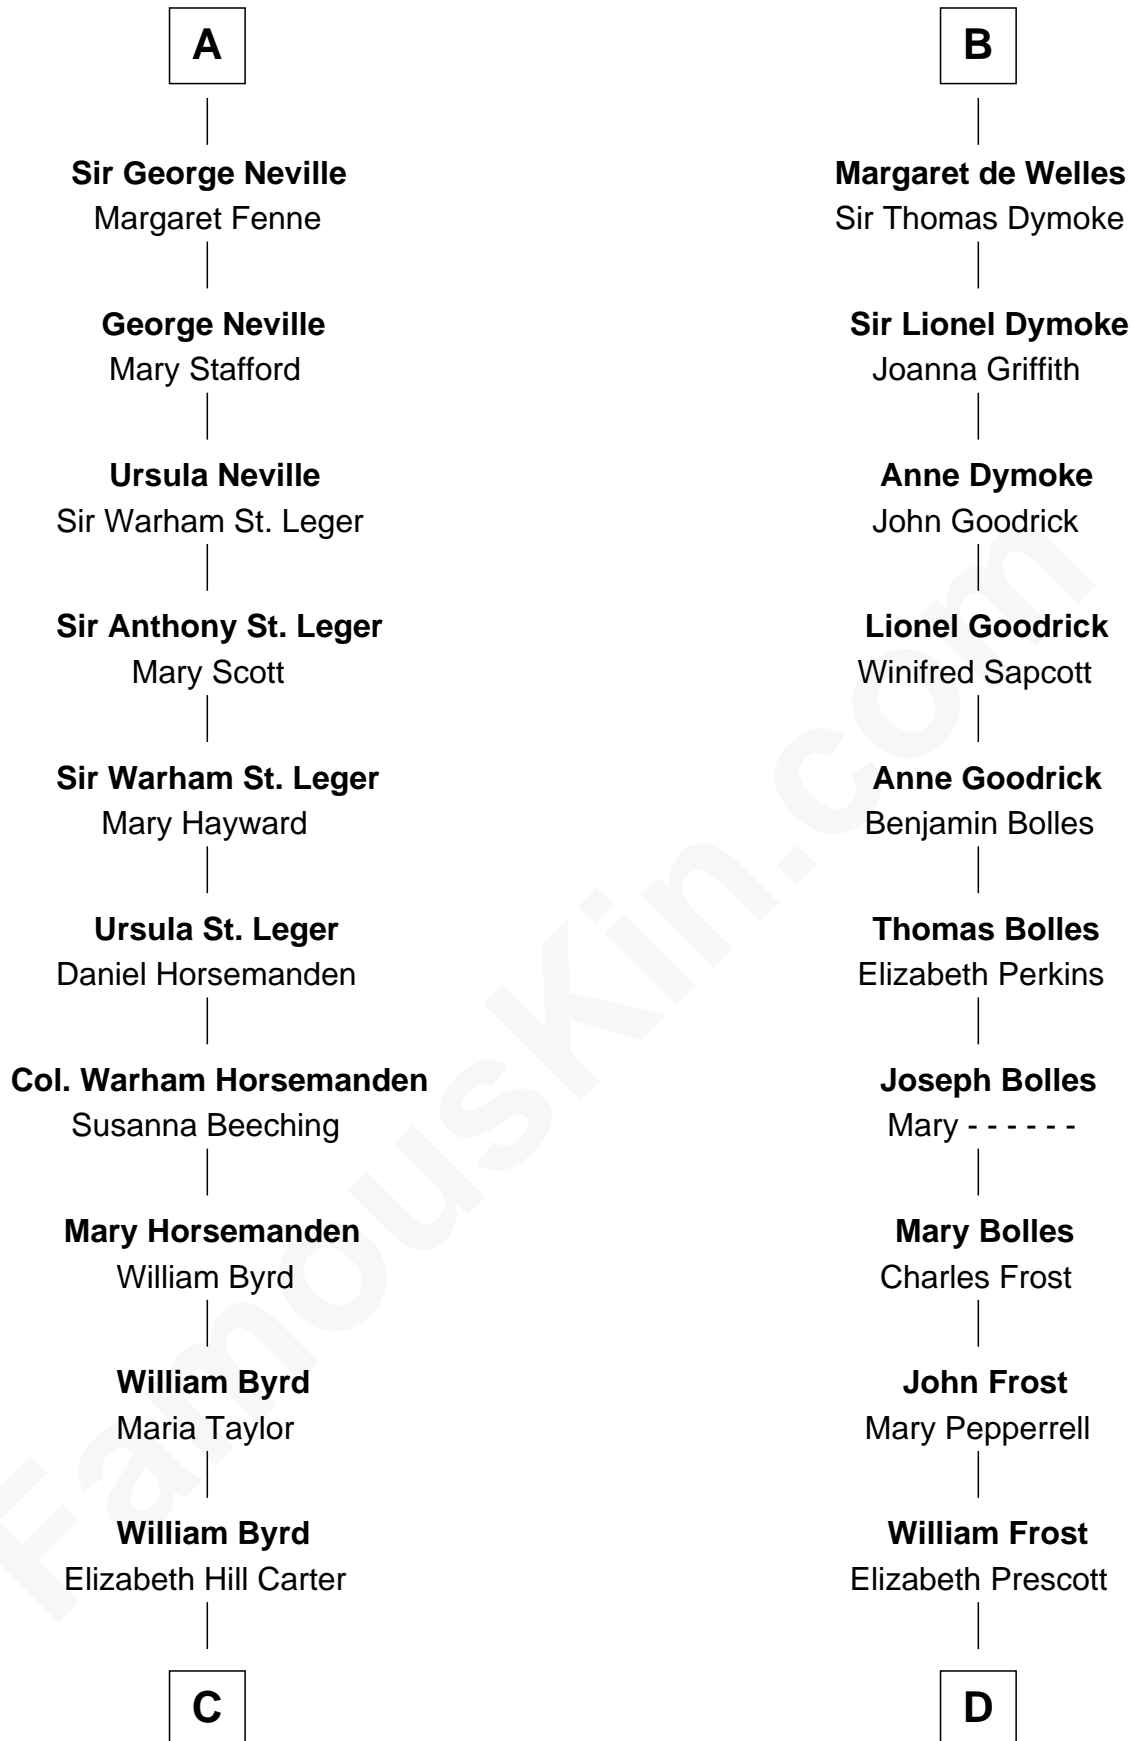 A
Sir George Neville
Margaret Fenne
George Neville
Mary Stafford
Ursula Neville
Sir Warham St. Leger
Sir Anthony St. Leger
Mary Scott
Sir Warham St. Leger
Mary Hayward
Ursula St. Leger
Daniel Horsemanden
Col. Warham Horsemanden
Susanna Beeching
Mary Horsemanden
William Byrd
William Byrd
Maria Taylor
William Byrd
Elizabeth Hill Carter
C
B
Margaret de Welles
Sir Thomas Dymoke
Sir Lionel Dymoke
Joanna Griffith
Anne Dymoke
John Goodrick
Lionel Goodrick
Winifred Sapcott
Anne Goodrick
Benjamin Bolles
Thomas Bolles
Elizabeth Perkins
Joseph Bolles
Mary - - - - - -
Mary Bolles
Charles Frost
John Frost
Mary Pepperrell
William Frost
Elizabeth Prescott
D
FamousKin.com